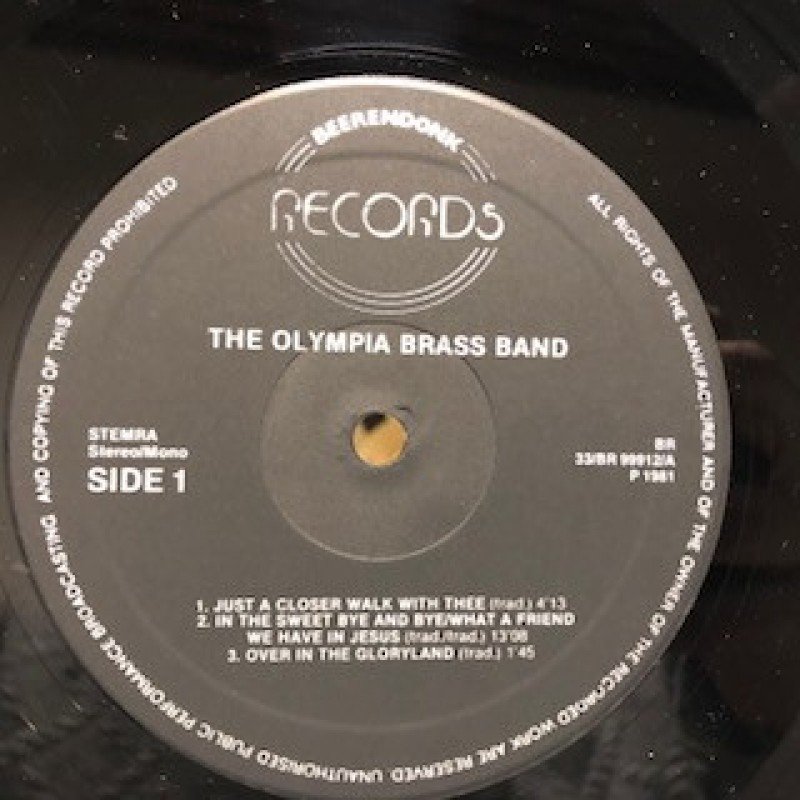 BEERENDONK
RECORDS
THE OLYMPIA BRASS BAND
STEMRA
Stereo/Mono
SIDE 1
BR
33/BR 99912/A
P 1981
1. JUST A CLOSER WALK WITH THEE (trad.) 4'13
2. IN THE SWEET BYE AND BYE/WHAT A FRIEND
WE HAVE IN JESUS (trad./trad.) 13'08
3. OVER IN THE GLORYLAND (trad.) 1'45
ALL RIGHTS OF THE MANUFACTURER AND OF THE OWNER OF THE RECORDED WORK ARE RESERVED. UNAUTHORISED PUBLIC PERFORMANCE BROADCASTING AND COPYING OF THIS RECORD PROHIBITED